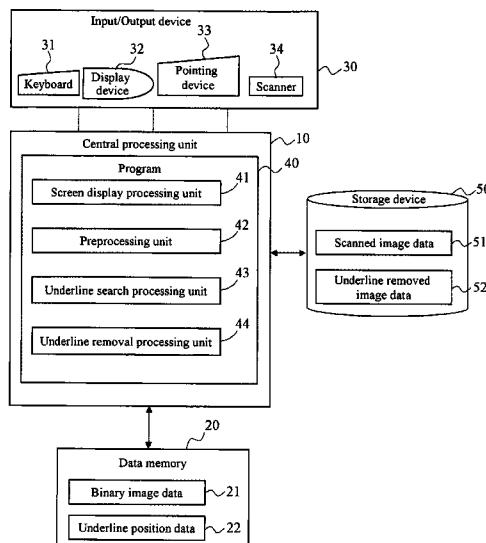 Input/Output device
31
32
33
34
Keyboard
Display
device
Pointing
device
Scanner
30
Central processing unit
10
Program
40
Screen display processing unit
41
Preprocessing unit
42
Underline search processing unit
43
Underline removal processing unit
44
50
Storage device
Scanned image data
51
Underline removed
image data
52
20
Data memory
Binary image data
21
Underline position data
22